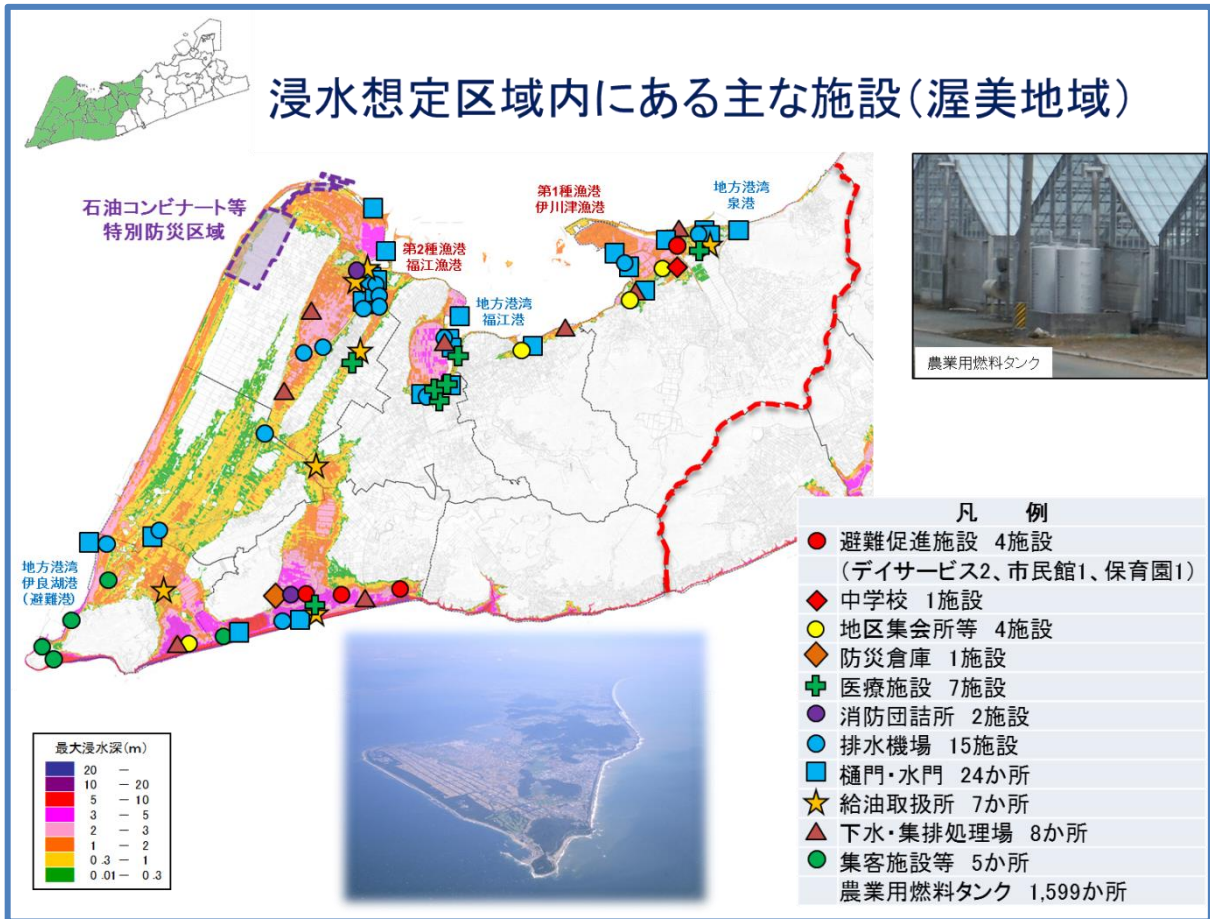 浸水想定区域内にある主な施設(渥美地域)
石油コンビナート等
特別防災区域
第2種漁港
福江漁港
地方港湾
福江港
第1種漁港
伊川津漁港
地方港湾
泉港
農業用燃料タンク
地方港湾
伊良湖港
(避難港)
最大浸水深(m)
20 -
10 - 20
5 - 10
3 - 5
2 - 3
1 - 2
0.3 - 1
0.01 - 0.3
凡 例
避難促進施設 4施設
(デイサービス2、市民館1、保育園1)
中学校 1施設
地区集会所等 4施設
防災倉庫 1施設
医療施設 7施設
消防団詰所 2施設
排水機場 15施設
樋門・水門 24か所
給油取扱所 7か所
下水・集排処理場 8か所
集客施設等 5か所
農業用燃料タンク 1,599か所